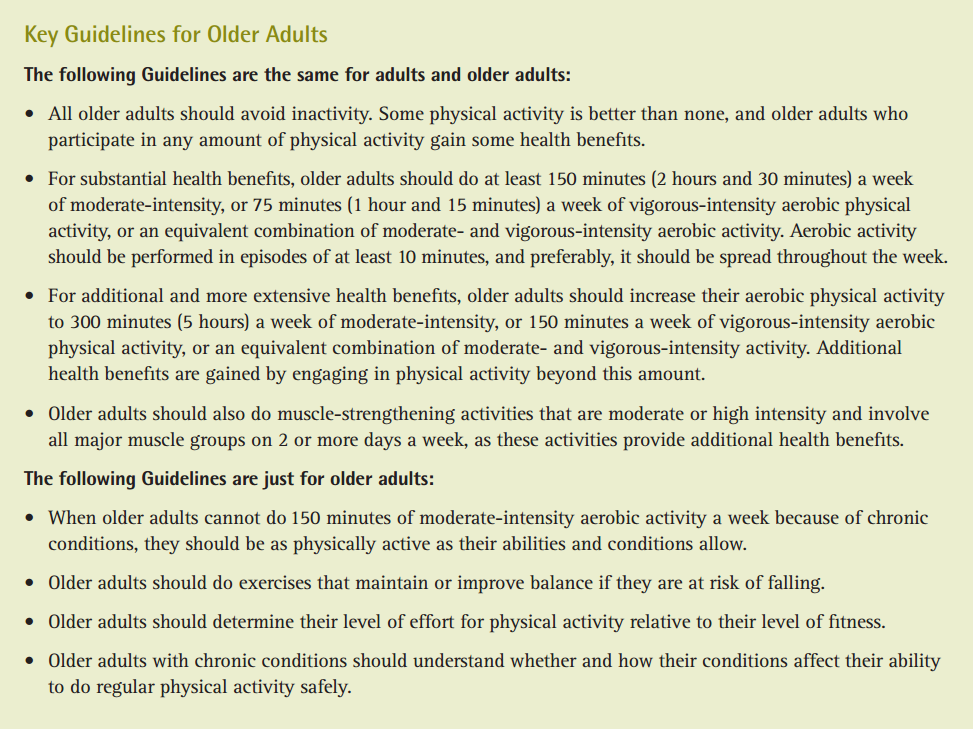 Key Guidelines for Older Adults
The following Guidelines are the same for adults and older adults:
• All older adults should avoid inactivity. Some physical activity is better than none, and older adults who
participate in any amount of physical activity gain some health benefits.
• For substantial health benefits, older adults should do at least 150 minutes (2 hours and 30 minutes) a week
of moderate-intensity, or 75 minutes (1 hour and 15 minutes) a week of vigorous-intensity aerobic physical
activity, or an equivalent combination of moderate- and vigorous-intensity aerobic activity. Aerobic activity
should be performed in episodes of at least 10 minutes, and preferably, it should be spread throughout the week.
• For additional and more extensive health benefits, older adults should increase their aerobic physical activity
to 300 minutes (5 hours) a week of moderate-intensity, or 150 minutes a week of vigorous-intensity aerobic
physical activity, or an equivalent combination of moderate- and vigorous-intensity activity. Additional
health benefits are gained by engaging in physical activity beyond this amount.
• Older adults should also do muscle-strengthening activities that are moderate or high intensity and involve
all major muscle groups on 2 or more days a week, as these activities provide additional health benefits.
The following Guidelines are just for older adults:
• When older adults cannot do 150 minutes of moderate-intensity aerobic activity a week because of chronic
conditions, they should be as physically active as their abilities and conditions allow.
• Older adults should do exercises that maintain or improve balance if they are at risk of falling.
• Older adults should determine their level of effort for physical activity relative to their level of fitness.
• Older adults with chronic conditions should understand whether and how their conditions affect their ability
to do regular physical activity safely.